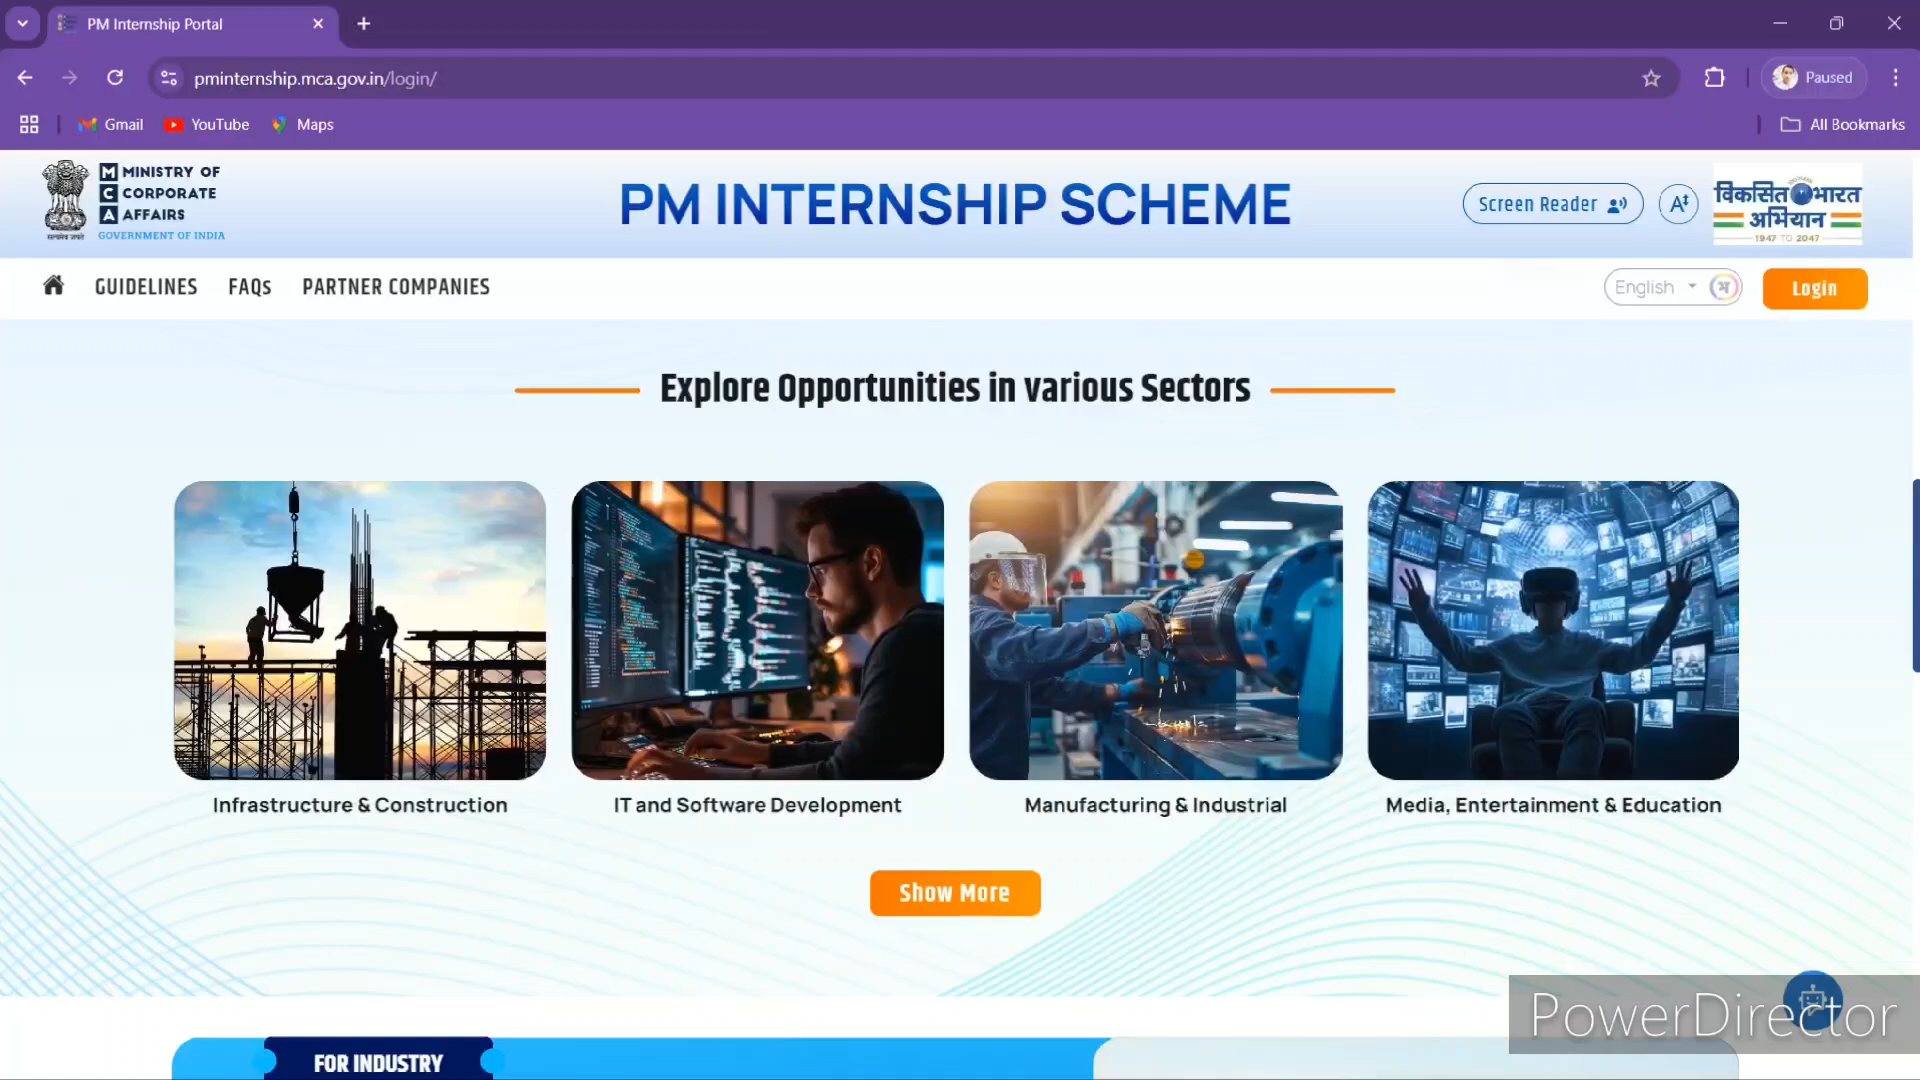 PM Internship Portal
pminternship.mca.gov.in/login/
Paused
Gmail
YouTube
Maps
All Bookmarks
MINISTRY OF
CORPORATE
AFFAIRS
GOVERNMENT OF INDIA
सत्यमेव जयते
PM INTERNSHIP SCHEME
Screen Reader
A
विकसित भारत
अभियान
1947 TO 2047
GUIDELINES
FAQs
PARTNER COMPANIES
English
अ
Login
Explore Opportunities in various Sectors
Infrastructure & Construction
IT and Software Development
Manufacturing & Industrial
Media, Entertainment & Education
Show More
FOR INDUSTRY
PowerDirector